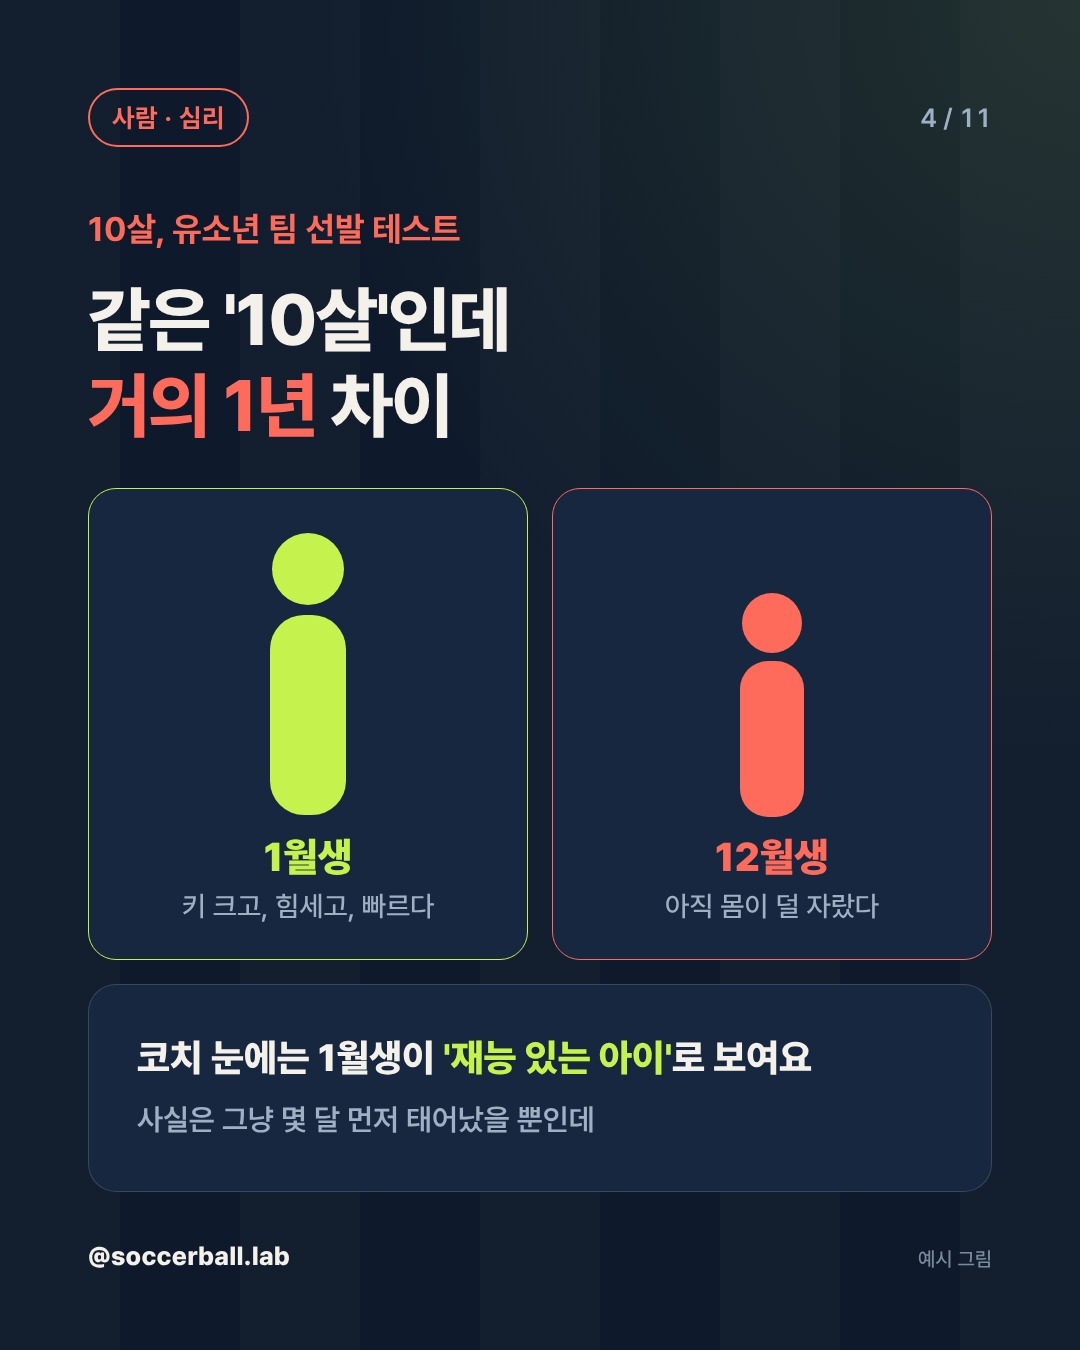 사람 · 심리
4 / 11
10살, 유소년 팀 선발 테스트
같은 '10살'인데
거의 1년 차이
1월생
키 크고, 힘세고, 빠르다
12월생
아직 몸이 덜 자랐다
코치 눈에는 1월생이 '재능 있는 아이'로 보여요
사실은 그냥 몇 달 먼저 태어났을 뿐인데
@soccerball.lab
예시 그림